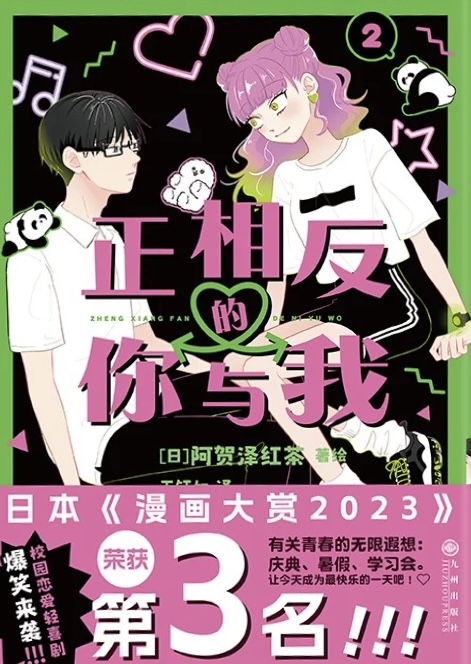 2
正相反
ZHENG XIANG FAN
的
DE NI YU WO
你与我
[日]阿贺泽红茶 著绘
日本《漫画大赏2023》
荣获
第3名!!!
有关青春的无限遐想：
庆典、暑假、学习会。
让今天成为最快乐的一天吧！♡
校园恋爱轻喜剧
爆笑来袭!!!
九州出版社
JIUZHOUPRESS